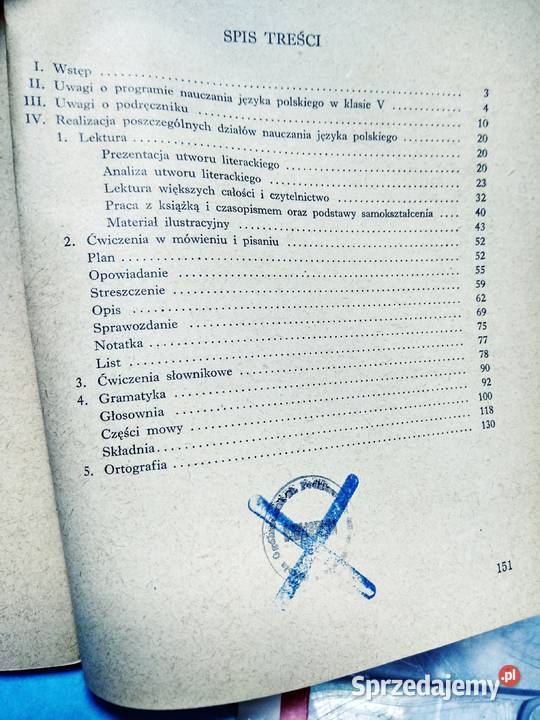 SPIS TREŚCI
I. Wstęp 3
II. Uwagi o programie nauczania języka polskiego w klasie V 4
III. Uwagi o podręczniku 10
IV. Realizacja poszczególnych działów nauczania języka polskiego 20
1. Lektura 20
Prezentacja utworu literackiego 20
Analiza utworu literackiego 23
Lektura większych całości i czytelnictwo 32
Praca z książką i czasopismem oraz podstawy samokształcenia 40
Materiał ilustracyjny 43
2. Ćwiczenia w mówieniu i pisaniu 52
Plan 52
Opowiadanie 55
Streszczenie 59
Opis 62
Sprawozdanie 69
Notatka 75
List 77
3. Ćwiczenia słownikowe 78
4. Gramatyka 90
Głosownia 92
Części mowy 100
Składnia 118
5. Ortografia 130
151
Sprzedajemy.pl